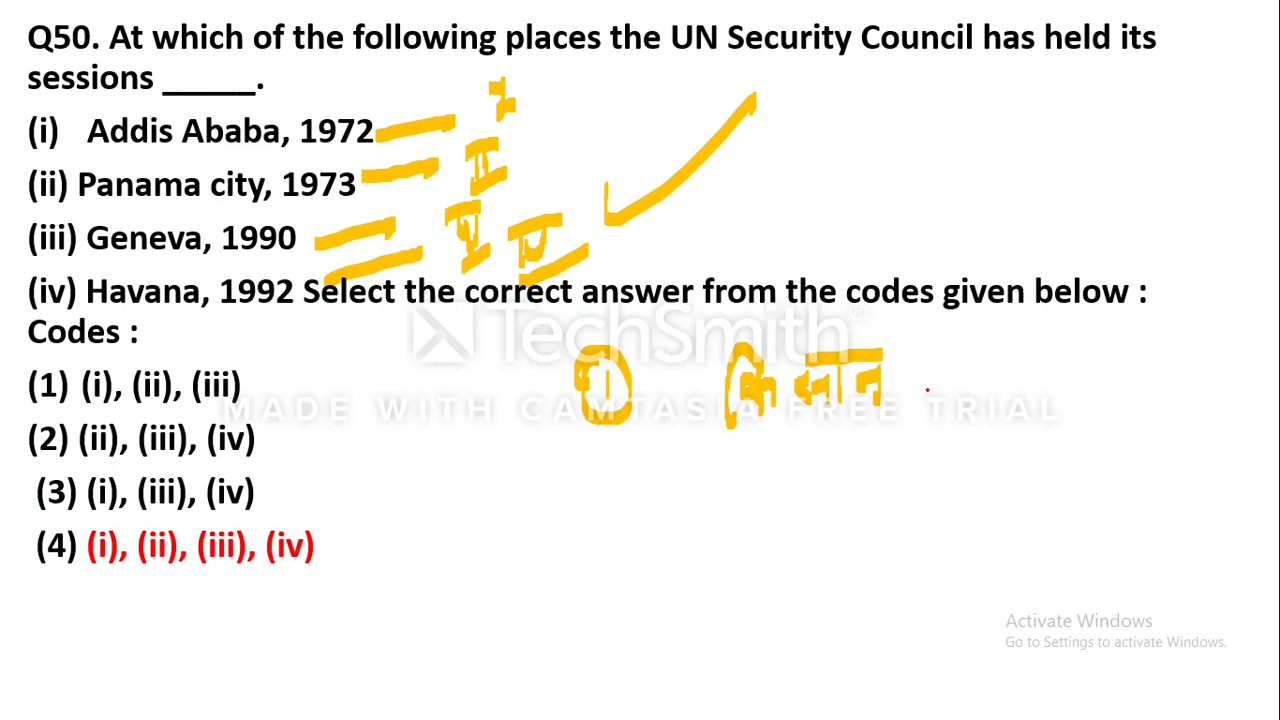 Q50. At which of the following places the UN Security Council has held its
sessions _____.
(i) Addis Ababa, 1972
(ii) Panama city, 1973
(iii) Geneva, 1990
(iv) Havana, 1992 Select the correct answer from the codes given below :
Codes :
TechSmith
(1) (i), (ii), (iii)
MADE WITH CAMTASIA FREE TRIAL
(2) (ii), (iii), (iv)
(3) (i), (iii), (iv)
(4) (i), (ii), (iii), (iv)
Activate Windows
Go to Settings to activate Windows.